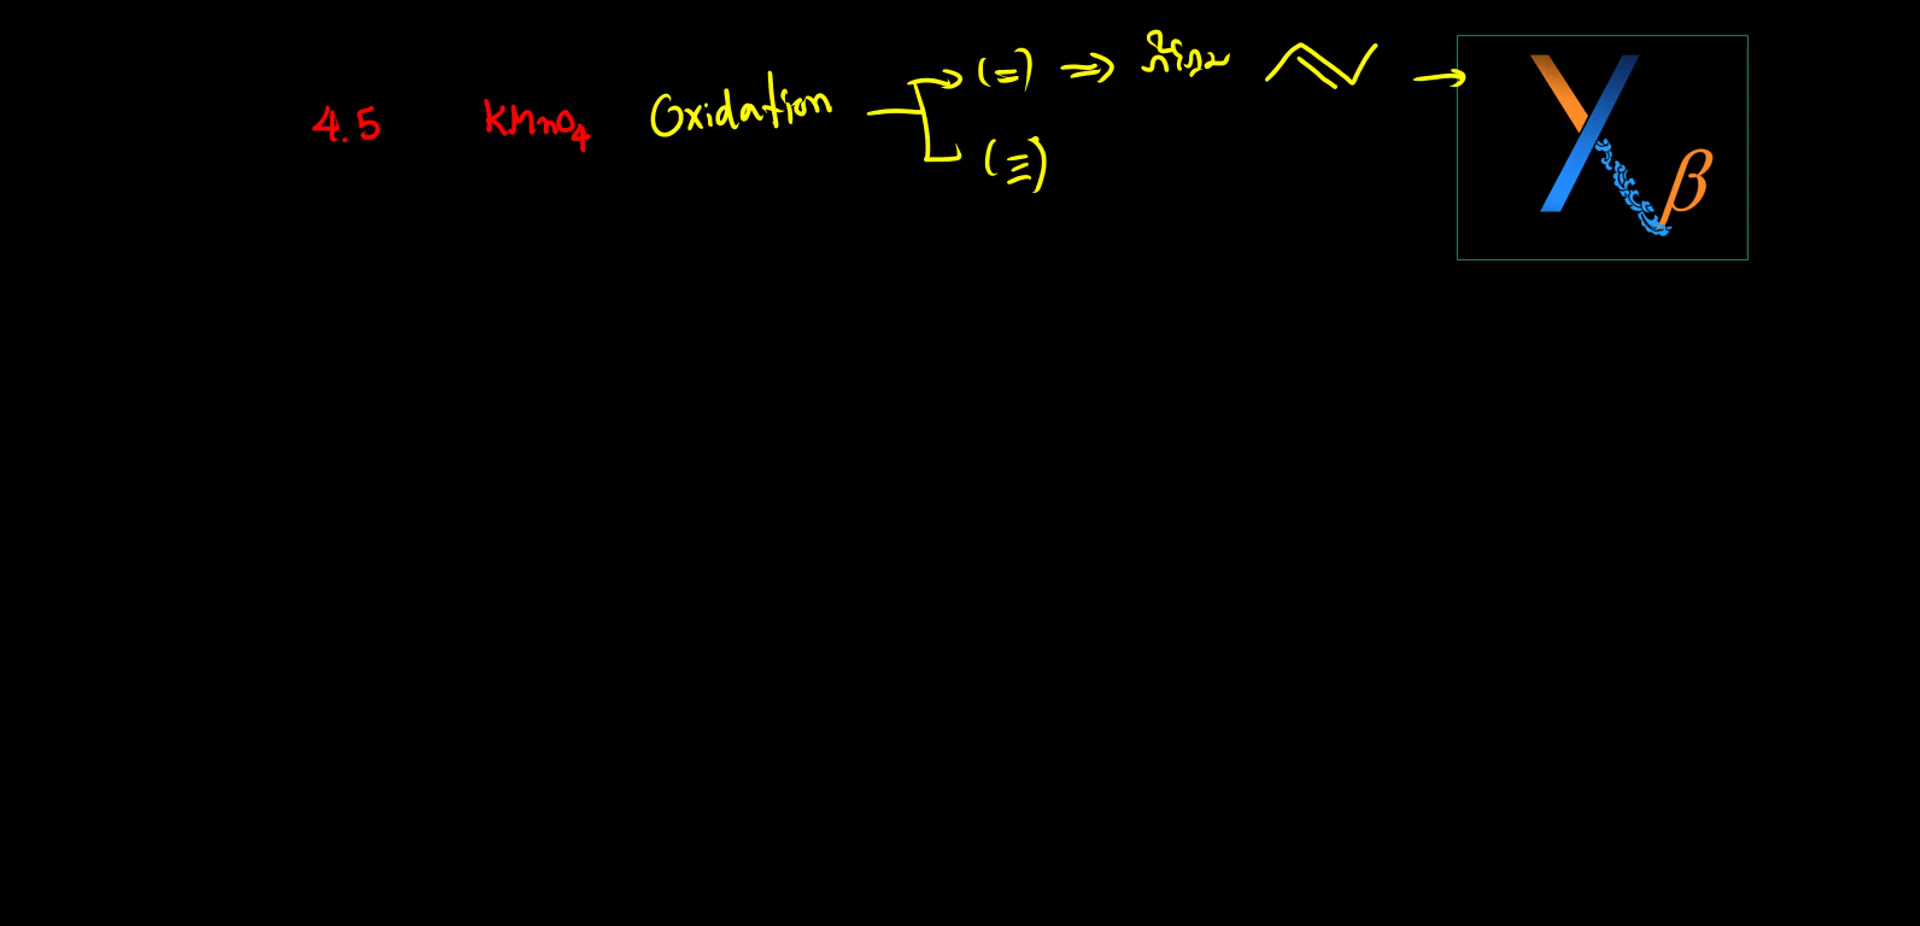 4.5 KMnO4 Oxidation (=) ⇒ →
(≡)
β